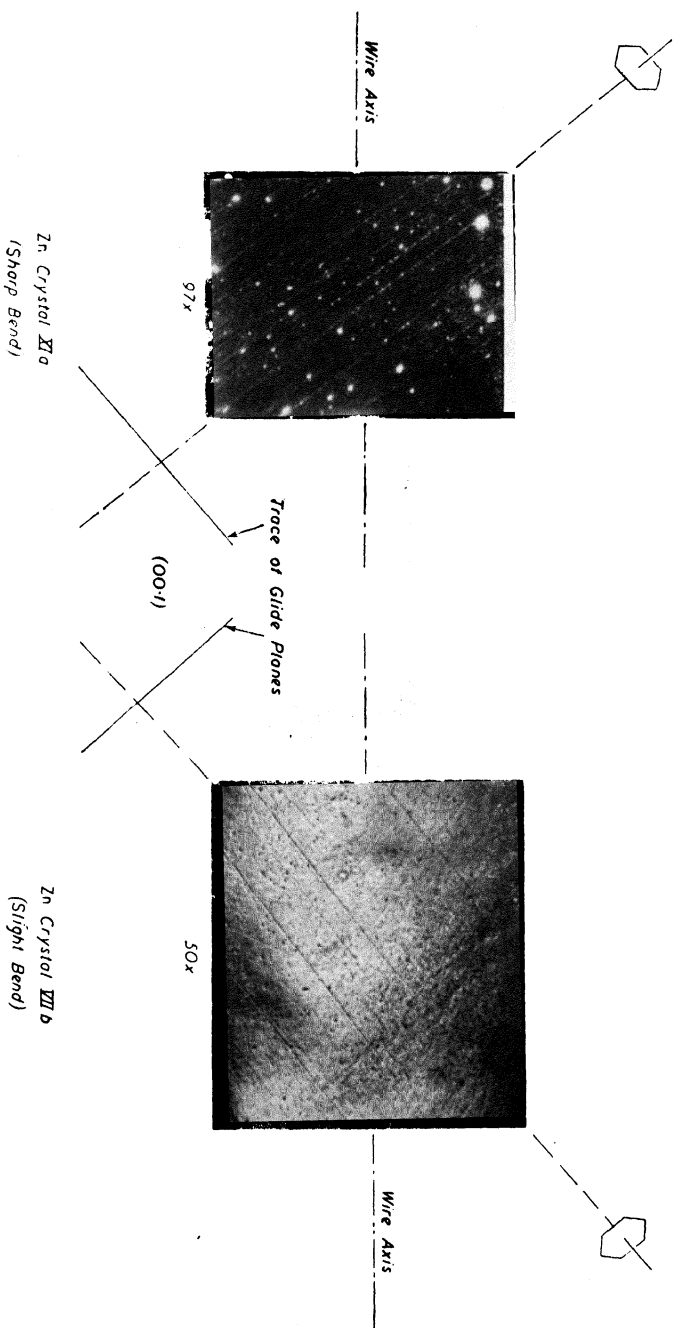 Wire Axis
97x
Zn Crystal XIa
(Sharp Bend)
Trace of Glide Planes
(00·1)
50x
Zn Crystal VIIb
(Slight Bend)
Wire Axis